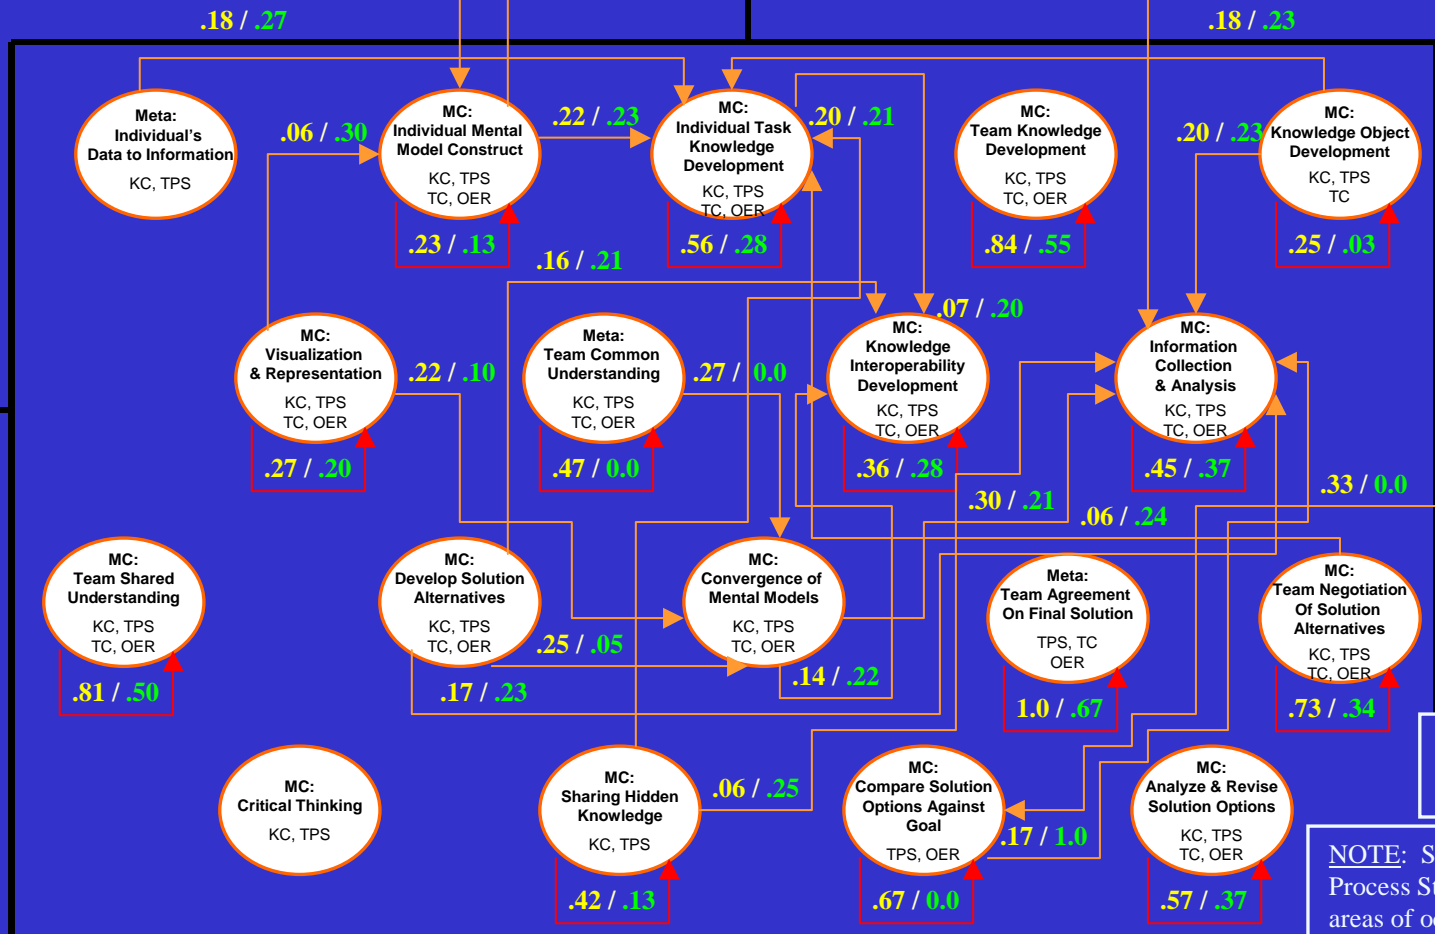 .18 / .27
.18 / .23
Meta:
Individual's
Data to Information
KC, TPS
.06 / .30
MC:
Individual Mental
Model Construct
KC, TPS
TC, OER
.23 / .13
.22 / .23
MC:
Individual Task
Knowledge
Development
KC, TPS
TC, OER
.56 / .28
.20 / .21
MC:
Team Knowledge
Development
KC, TPS
TC, OER
.84 / .55
.20 / .23
MC:
Knowledge Object
Development
KC, TPS
TC
.25 / .03
.16 / .21
.07 / .20
MC:
Visualization
& Representation
KC, TPS
TC, OER
.27 / .20
.22 / .10
Meta:
Team Common
Understanding
KC, TPS
TC, OER
.47 / 0.0
.27 / 0.0
MC:
Knowledge
Interoperability
Development
KC, TPS
TC, OER
.36 / .28
MC:
Information
Collection
& Analysis
KC, TPS
TC, OER
.45 / .37
.30 / .21
.06 / .24
.33 / 0.0
MC:
Team Shared
Understanding
KC, TPS
TC, OER
.81 / .50
MC:
Develop Solution
Alternatives
KC, TPS
TC, OER
.25 / .05
.17 / .23
MC:
Convergence of
Mental Models
KC, TPS
TC, OER
.14 / .22
Meta:
Team Agreement
On Final Solution
TPS, TC
OER
1.0 / .67
MC:
Team Negotiation
Of Solution
Alternatives
KC, TPS
TC, OER
.73 / .34
MC:
Critical Thinking
KC, TPS
MC:
Sharing Hidden
Knowledge
KC, TPS
.42 / .13
.06 / .25
MC:
Compare Solution
Options Against
Goal
TPS, OER
.67 / 0.0
.17 / 1.0
MC:
Analyze & Revise
Solution Options
KC, TPS
TC, OER
.57 / .37
NOTE: S
Process St
areas of